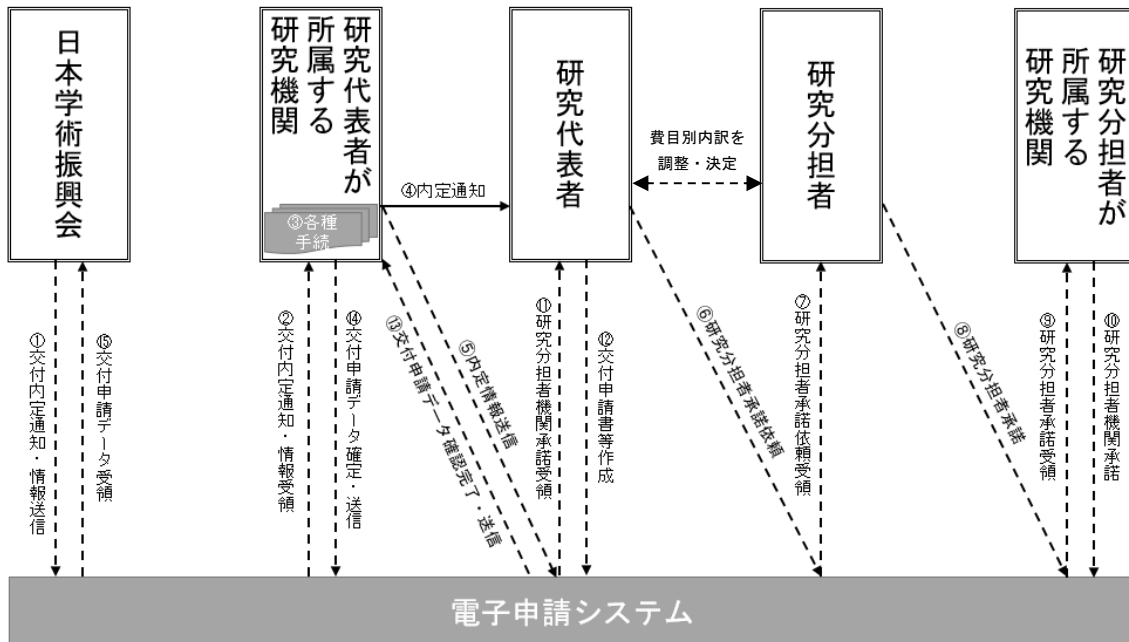 日本学術振興会
研究代表者が
所属する
研究機関
③各種
手続
研究代表者
研究分担者
研究分担者が
所属する
研究機関
④内定通知
費目別内訳を
調整・決定
①交付内定通知・情報送信
⑮交付申請データ受領
②交付内定通知・情報受領
⑭交付申請データ確定・送信
⑬交付申請データ確認完了・送信
⑤内定情報送信
⑪研究分担者機関承諾受領
⑫交付申請書等作成
⑥研究分担者承諾依頼
⑦研究分担者承諾依頼受領
⑧研究分担者承諾
⑨研究分担者承諾受領
⑩研究分担者機関承諾
電子申請システム